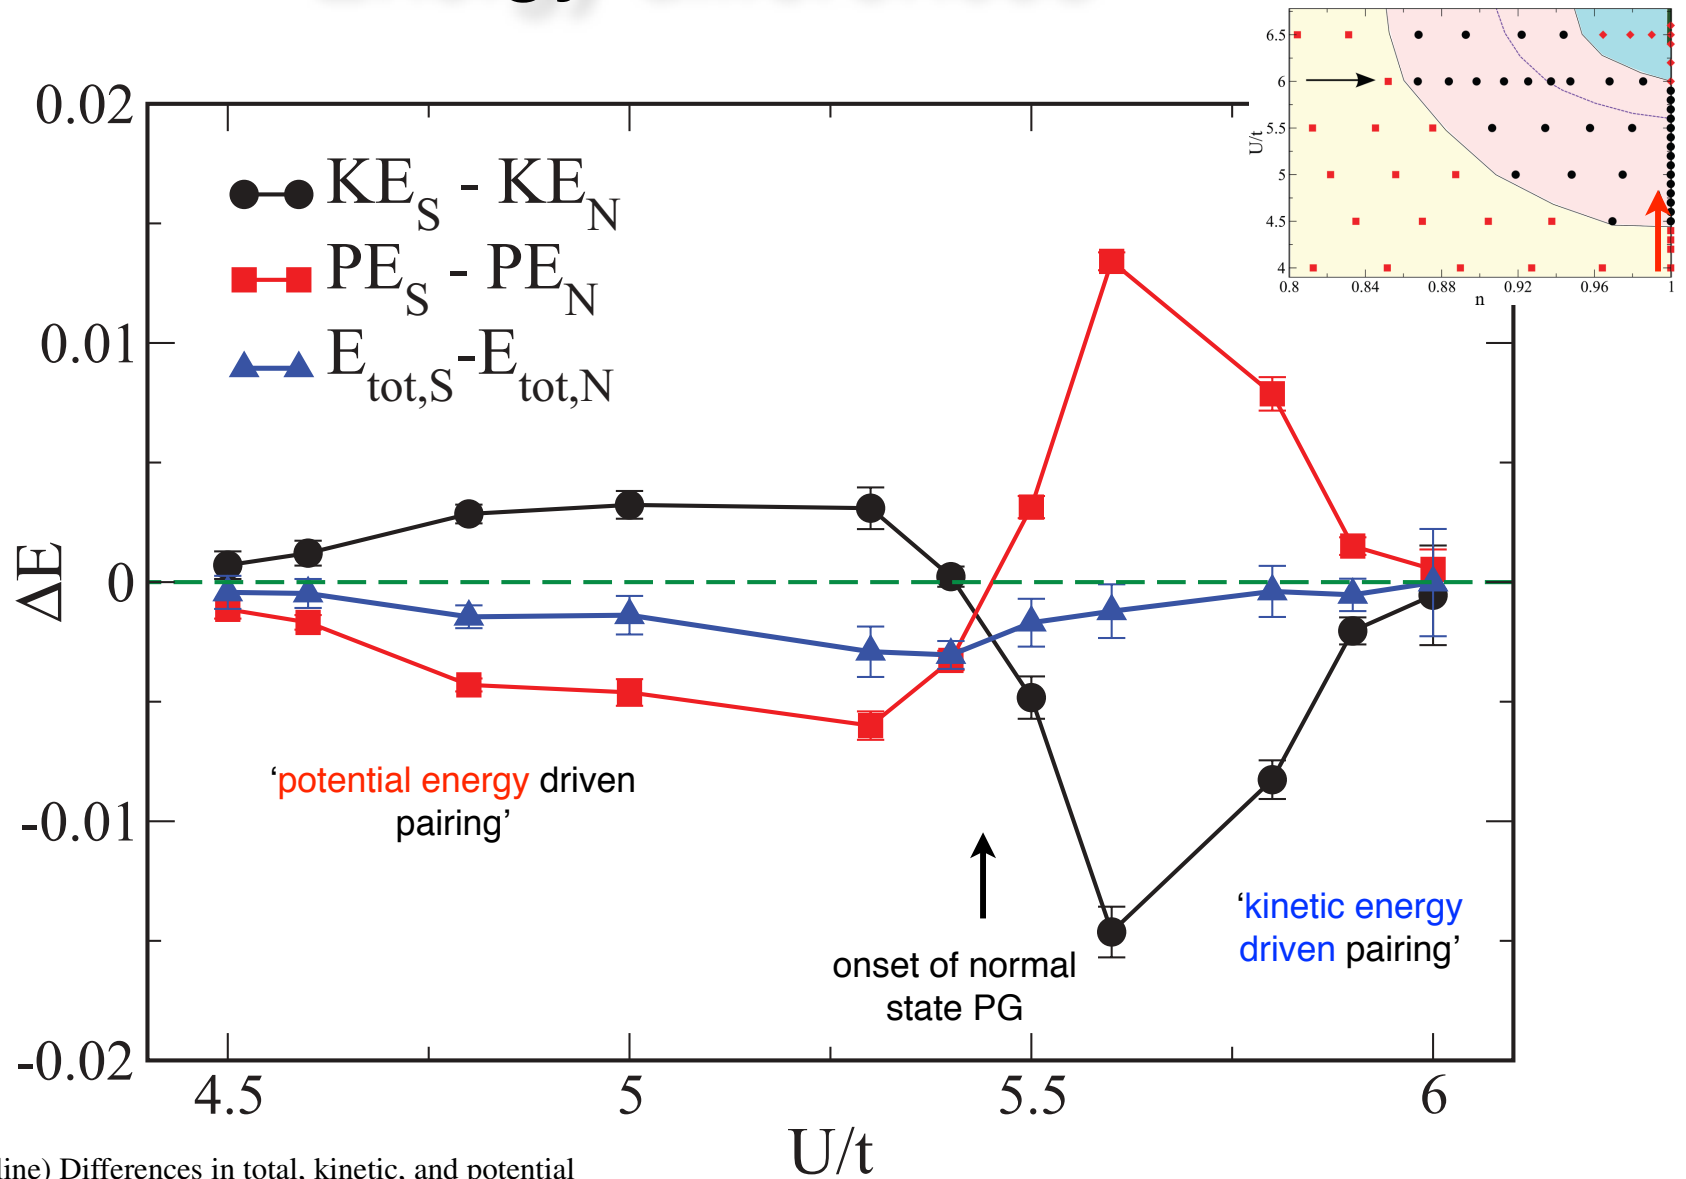 0.02
0.01
0
-0.01
-0.02
ΔE
KE_S - KE_N
PE_S - PE_N
E_tot,S-E_tot,N
‘potential energy driven
pairing’
onset of normal
state PG
‘kinetic energy
driven pairing’
4.5 5 5.5 6
U/t
6.5
6
5.5
5
4.5
4
U/t
0.8 0.84 0.88 0.92 0.96 1
n
line) Differences in total, kinetic, and potential